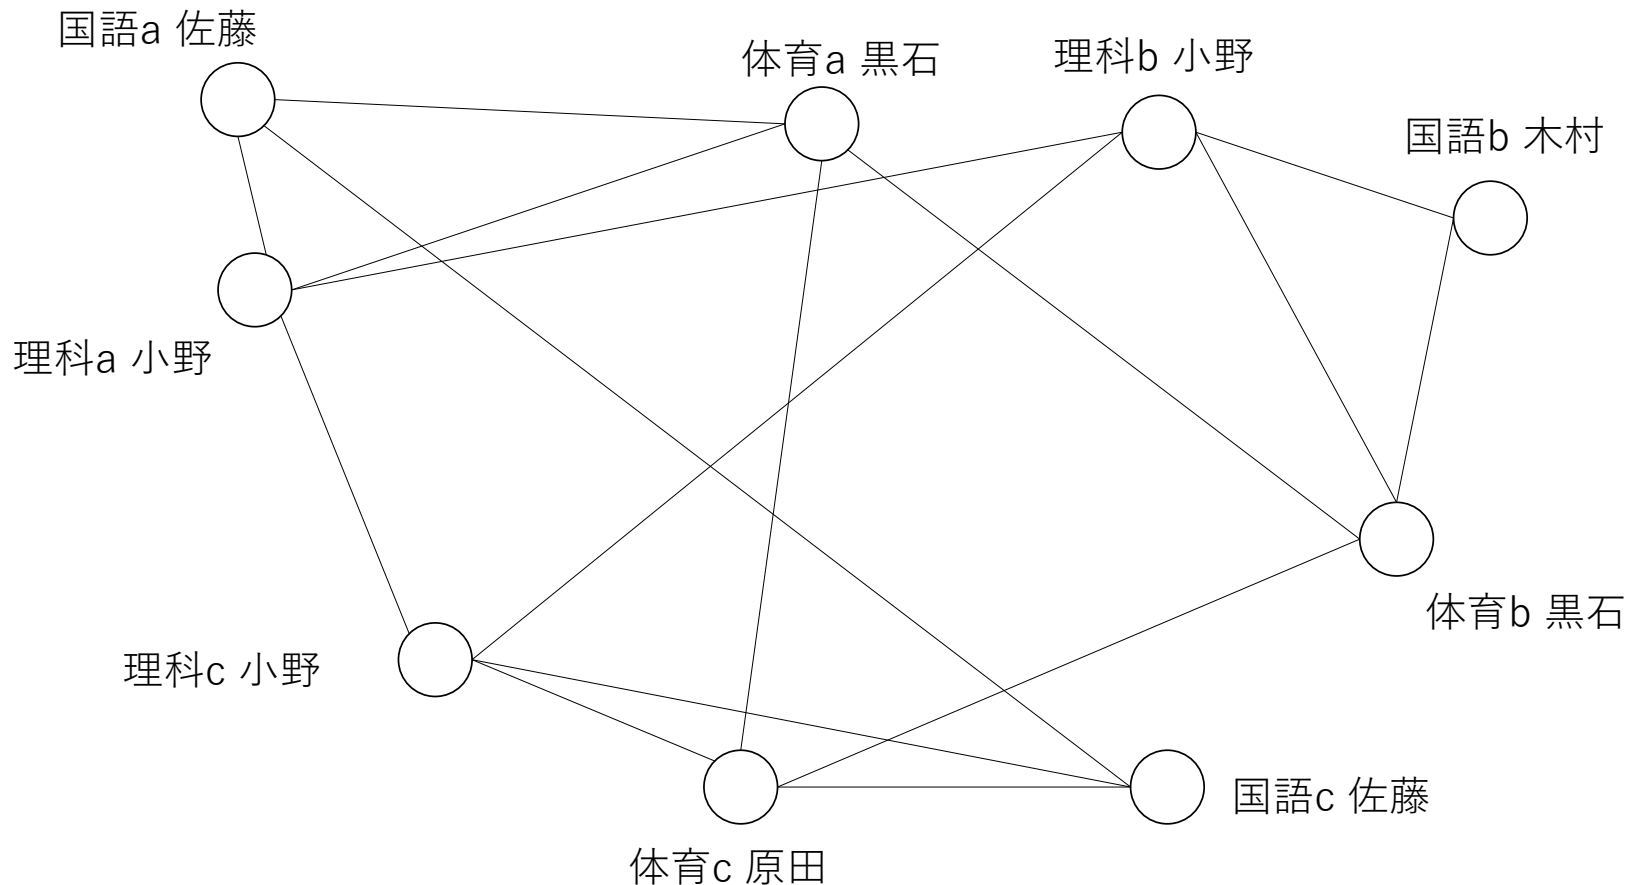 国語a 佐藤
体育a 黒石
理科b 小野
国語b 木村
理科a 小野
体育b 黒石
理科c 小野
国語c 佐藤
体育c 原田